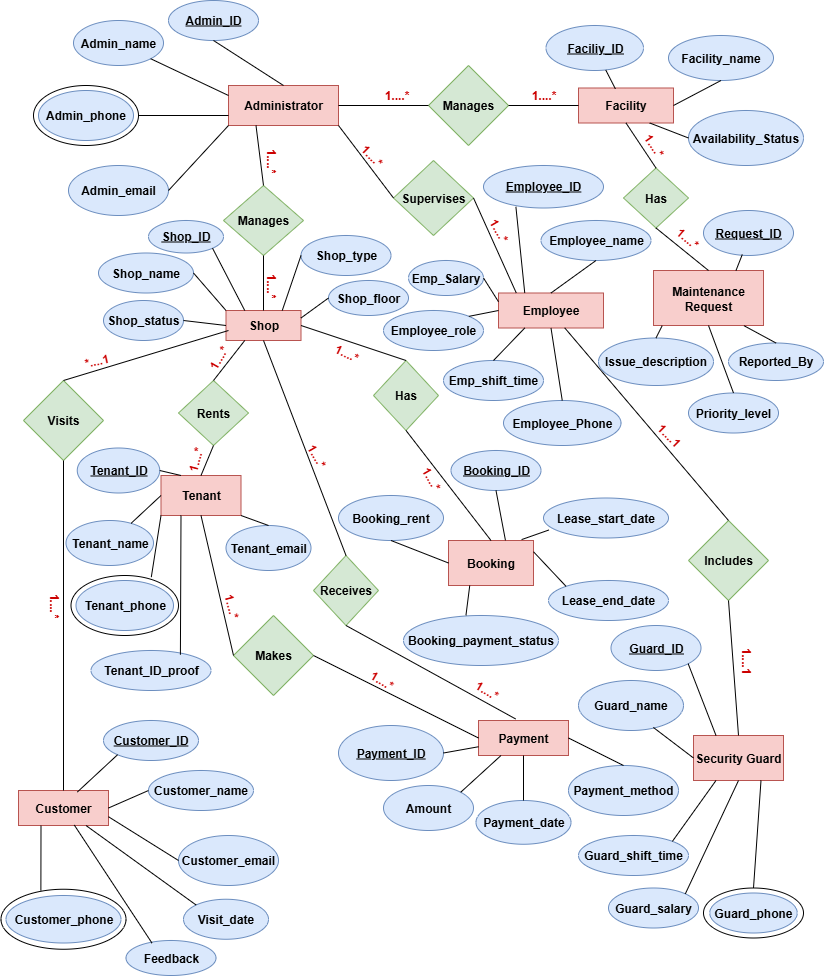 Admin_ID
Admin_name
Faciliy_ID
Facility_name
Administrator
1....*
Manages
1....*
Facility
Admin_phone
Availability_Status
1....*
1....*
1....*
Admin_email
Supervises
Employee_ID
Has
Manages
1....*
1....*
Shop_ID
Request_ID
Employee_name
Shop_type
Shop_name
1....*
Emp_Salary
Maintenance
Request
Shop_floor
Employee
Shop_status
Shop
Employee_role
*....1
1....*
1....*
Issue_description
Reported_By
Emp_shift_time
Has
Priority_level
Visits
Rents
Employee_Phone
1....1
1....*
1....*
1....*
Tenant_ID
Booking_ID
Tenant
Booking_rent
Lease_start_date
Tenant_name
Tenant_email
Booking
Includes
Receives
Lease_end_date
1....*
1....*
Tenant_phone
Booking_payment_status
Guard_ID
Makes
1....1
Tenant_ID_proof
1....*
1....*
Guard_name
Customer_ID
Payment
Payment_ID
Security Guard
Customer_name
Payment_method
Customer
Amount
Payment_date
Customer_email
Guard_shift_time
Guard_salary
Guard_phone
Customer_phone
Visit_date
Feedback